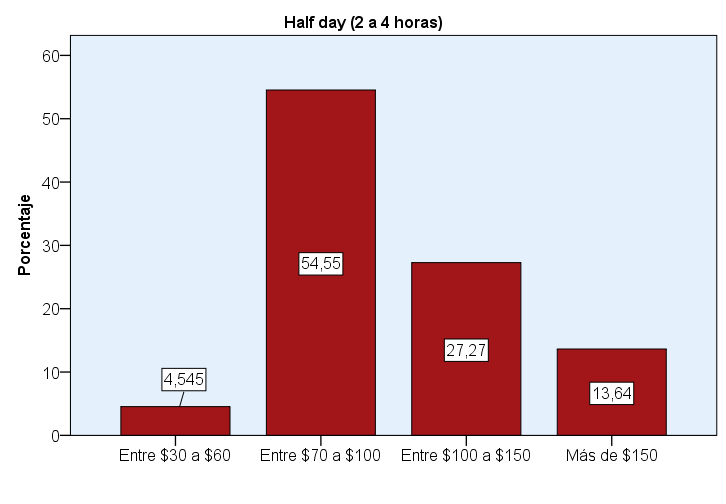 Half day (2 a 4 horas)
Porcentaje
60
50
40
30
20
10
0
4,545
54,55
27,27
13,64
Entre $30 a $60
Entre $70 a $100
Entre $100 a $150
Más de $150